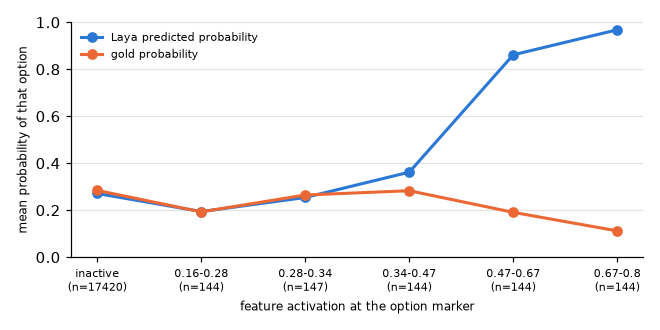 Laya predicted probability
gold probability
mean probability of that option
1.0
0.8
0.6
0.4
0.2
0.0
inactive
(n=17420)
0.16-0.28
(n=144)
0.28-0.34
(n=147)
0.34-0.47
(n=144)
0.47-0.67
(n=144)
0.67-0.8
(n=144)
feature activation at the option marker